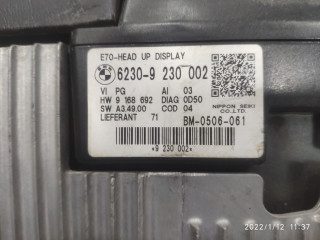 E70-HEAD UP DISPLAY
6230-9 230 002
VI PG AI 03
HW 9 168 692 DIAG 0D50
SW A3.49.00 COD 04
LIEFERANT 71
NIPPON SEIKI
CO.,LTD.
BM-0506-061
*9 230 002*
2022/1/12 11:37